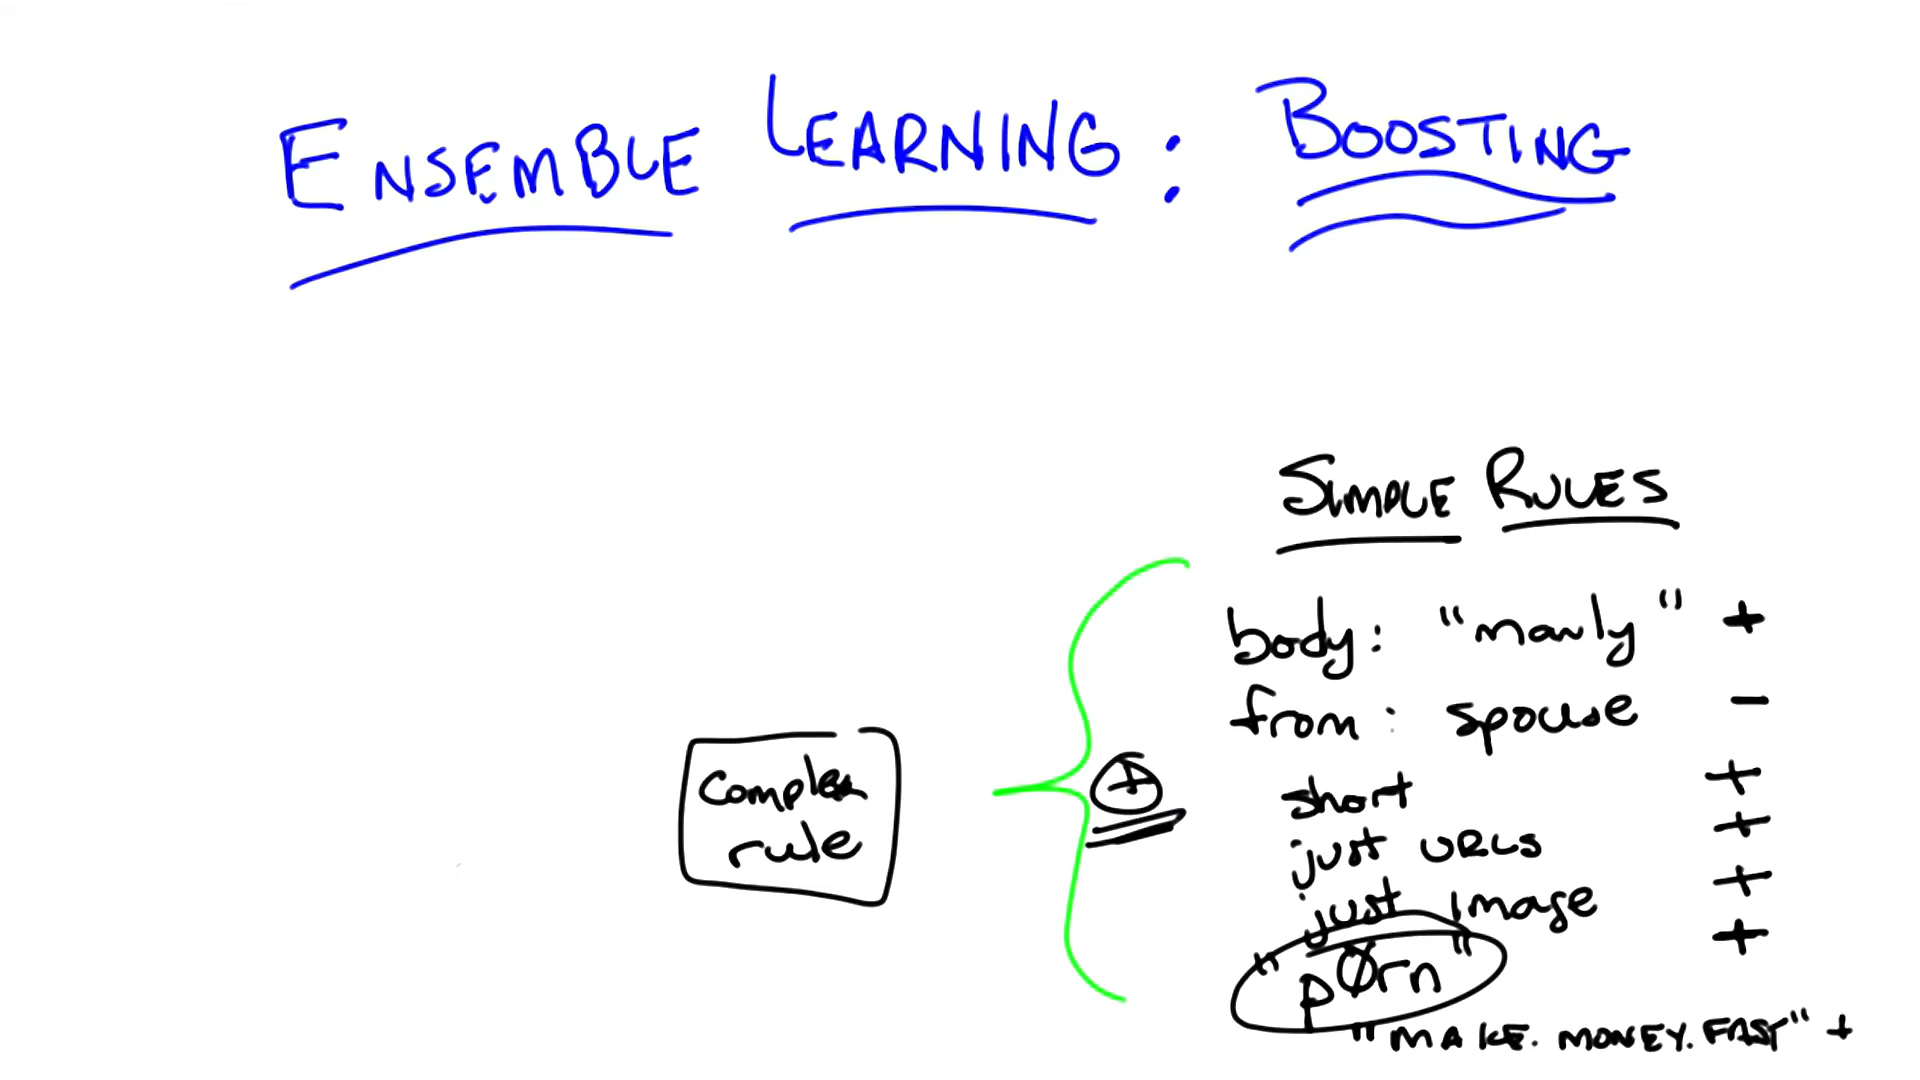 ENSEMBLE LEARNING: BOOSTING
SIMPLE RULES
body: "manly" +
from: spouse -
short +
just URLS +
just image +
"pØrn" +
"MAKE. MONEY. FAST" +
complex
rule
+